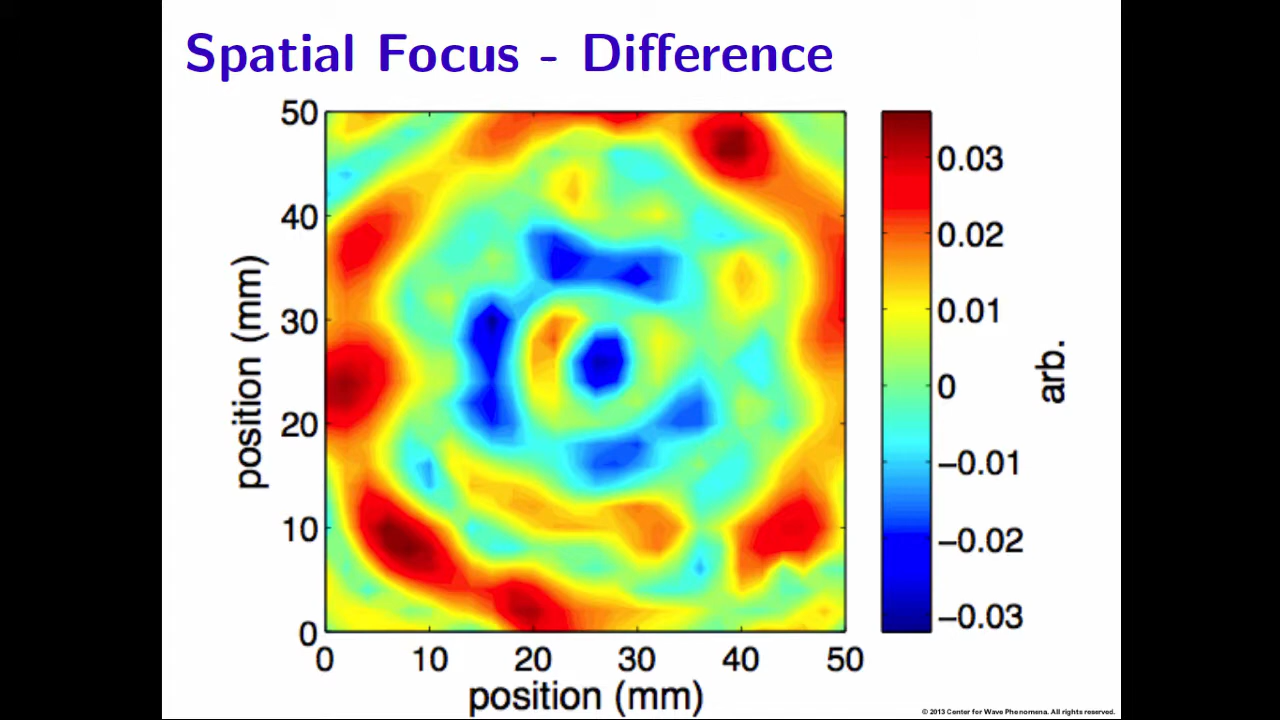 Spatial Focus - Difference
50
40
30
20
10
0
position (mm)
0 10 20 30 40 50
position (mm)
0.03
0.02
0.01
0
−0.01
−0.02
−0.03
arb.
© 2013 Center for Wave Phenomena. All rights reserved.